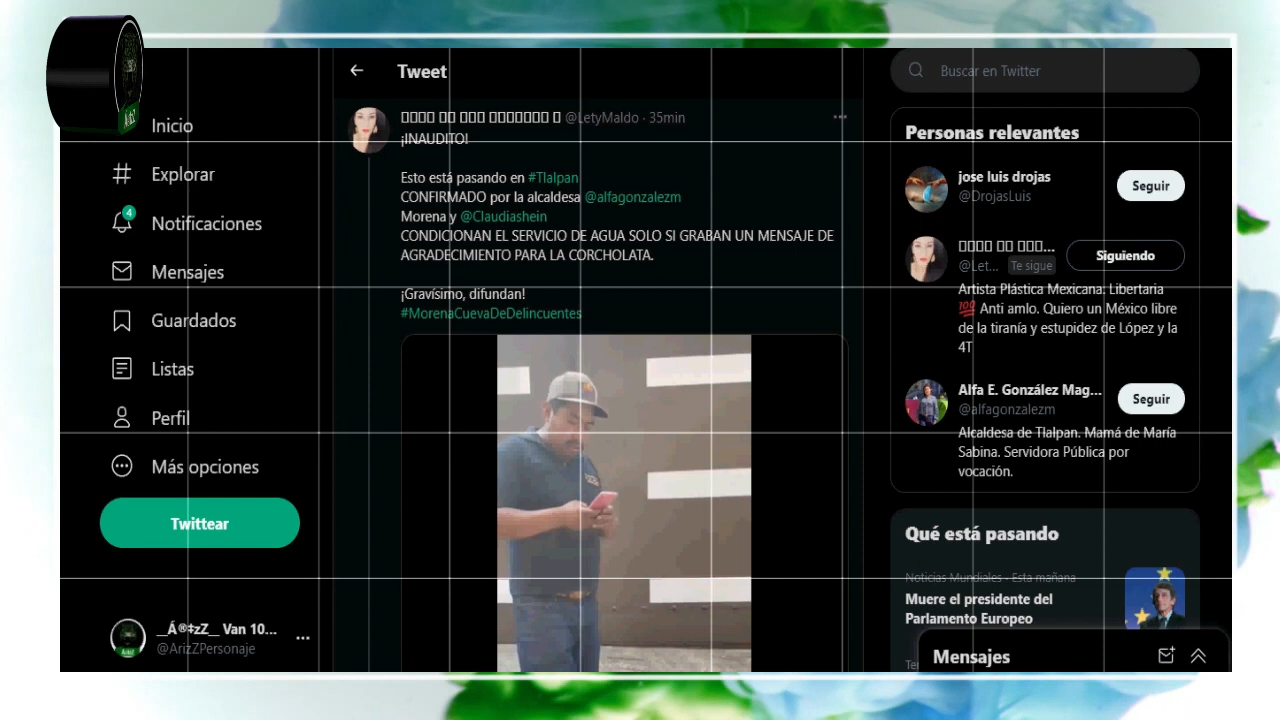 Inicio
Explorar
4
Notificaciones
Mensajes
Guardados
Listas
Perfil
Más opciones
Twittear
__Á®‡zZ__ Van 10...
@ArizZPersonaje
Tweet
@LetyMaldo · 35min
¡INAUDITO!
Esto está pasando en #Tlalpan
CONFIRMADO por la alcaldesa @alfagonzalezm
Morena y @Claudiashein
CONDICIONAN EL SERVICIO DE AGUA SOLO SI GRABAN UN MENSAJE DE
AGRADECIMIENTO PARA LA CORCHOLATA.
¡Gravísimo, difundan!
#MorenaCuevaDeDelincuentes
Buscar en Twitter
Personas relevantes
jose luis drojas
@DrojasLuis
Seguir
@Let... Te sigue
Siguiendo
Artista Plástica Mexicana. Libertaria
💯 Anti amlo. Quiero un México libre
de la tiranía y estupidez de López y la
4T
Alfa E. González Mag...
@alfagonzalezm
Seguir
Alcaldesa de Tlalpan. Mamá de María
Sabina. Servidora Pública por
vocación.
Qué está pasando
Noticias Mundiales · Esta mañana
Muere el presidente del
Parlamento Europeo
Mensajes